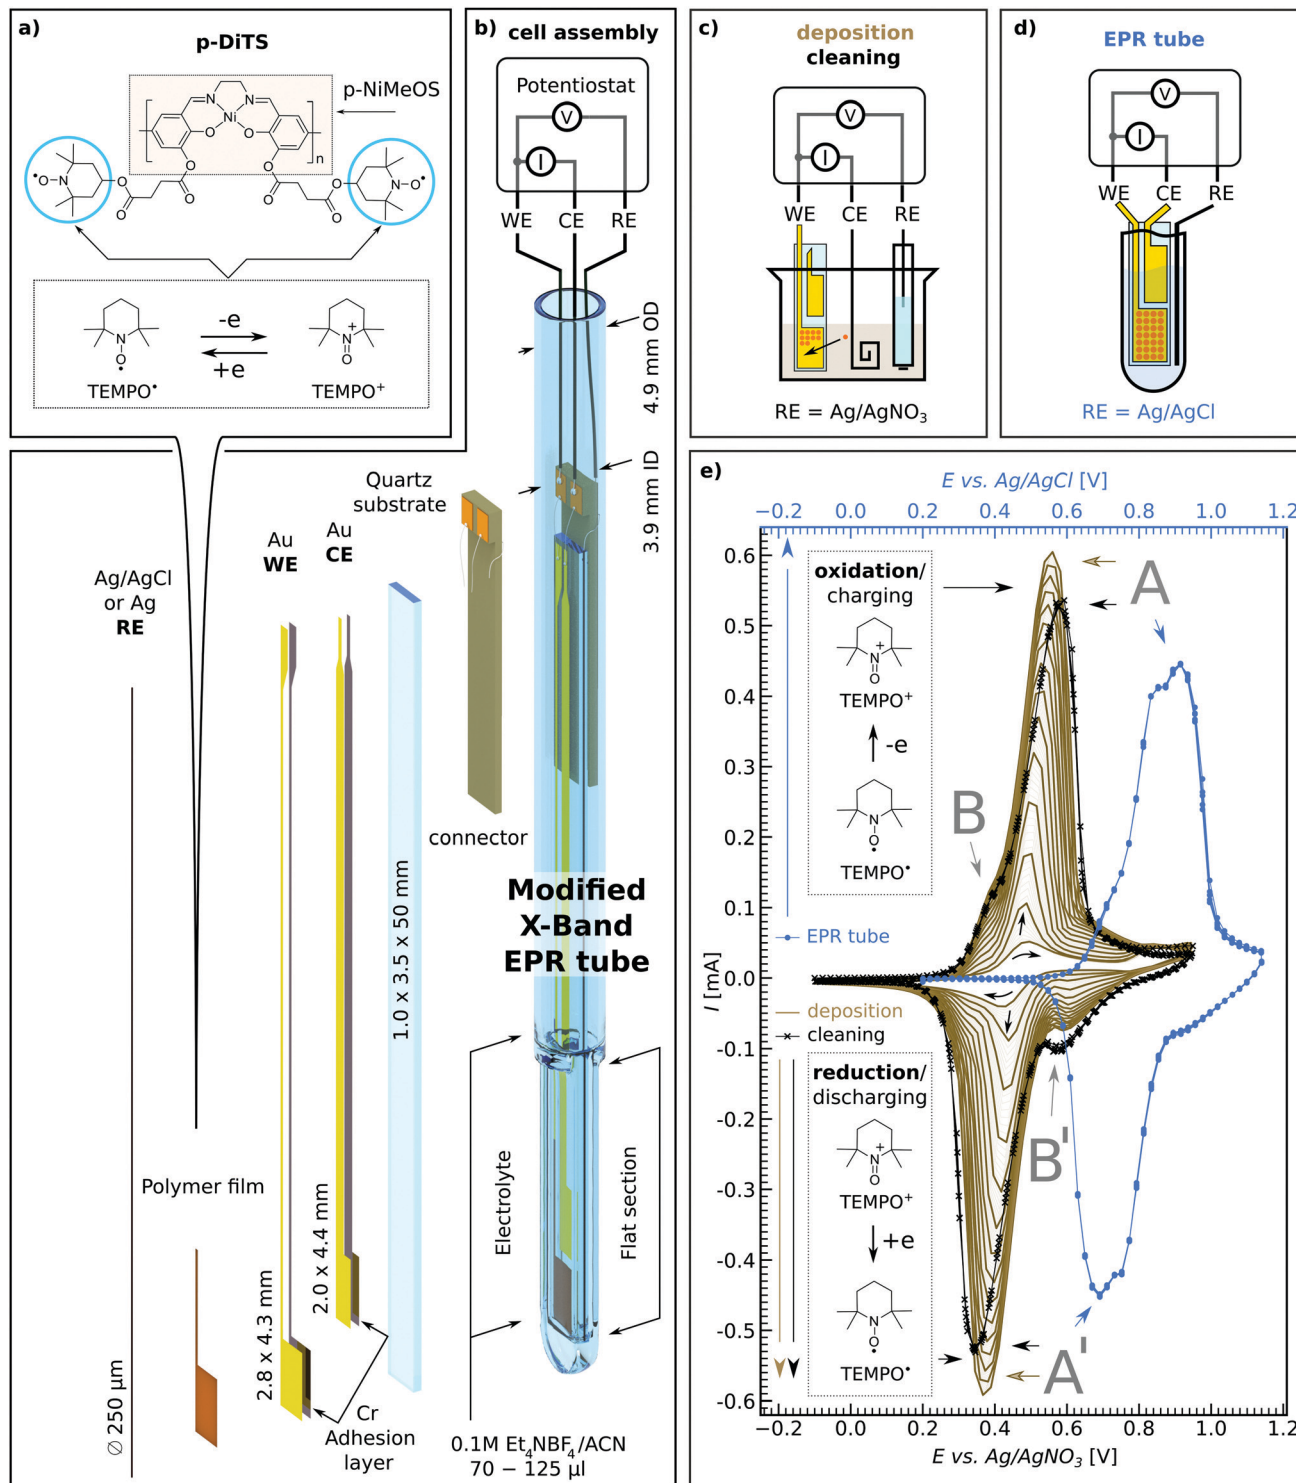 a)
p-DiTS
p-NiMeOS
N
N
Ni
O
O
n
O
O
•O
N
O
O
O
O
O
O
N
O•
-e
+e
N
O
•
N
+
O
TEMPO•
TEMPO⁺
b)
cell assembly
Potentiostat
V
I
WE
CE
RE
4.9 mm OD
3.9 mm ID
Quartz
substrate
Au
WE
Au
CE
Ag/AgCl
or Ag
RE
connector
1.0 x 3.5 x 50 mm
Modified
X-Band
EPR tube
Polymer film
2.0 x 4.4 mm
2.8 x 4.3 mm
Electrolyte
Flat section
∅ 250 µm
Cr
Adhesion
layer
0.1M Et₄NBF₄/ACN
70 − 125 µl
c)
deposition
cleaning
V
I
WE
CE
RE
RE = Ag/AgNO₃
d)
EPR tube
V
I
WE
CE
RE
RE = Ag/AgCl
e)
E vs. Ag/AgCl [V]
−0.2 0.0 0.2 0.4 0.6 0.8 1.0
0.6
0.5
0.4
0.3
0.2
0.1
0.0
-0.1
-0.2
-0.3
-0.4
-0.5
-0.6
I [mA]
oxidation/
charging
N
+
O
TEMPO⁺
-e
N
O
•
TEMPO•
EPR tube
deposition
cleaning
reduction/
discharging
N
+
O
TEMPO⁺
+e
N
O
•
TEMPO•
A
B
B'
A'
−0.2 0.0 0.2 0.4 0.6 0.8 1.0
E vs. Ag/AgNO₃ [V]